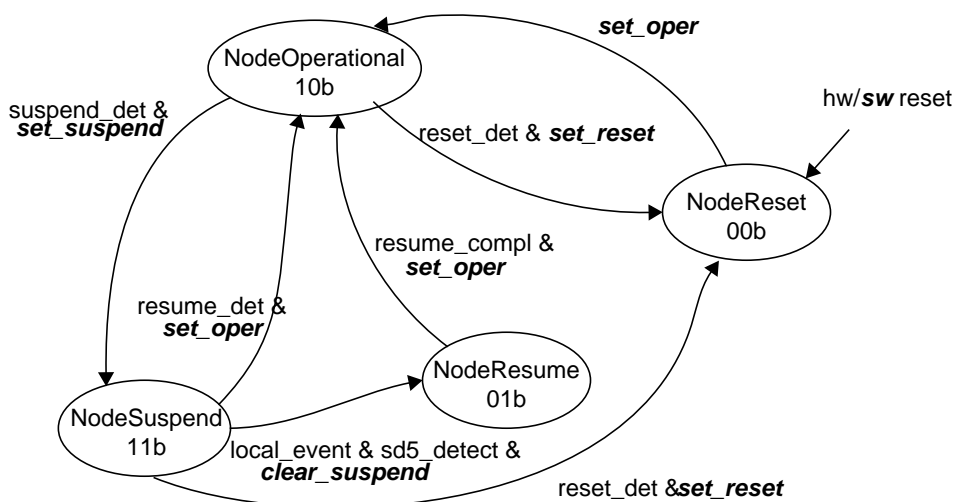 set_oper
NodeOperational
10b
hw/sw reset
suspend_det &
set_suspend
reset_det & set_reset
NodeReset
00b
resume_compl &
set_oper
resume_det &
set_oper
NodeResume
01b
NodeSuspend
11b
local_event & sd5_detect &
clear_suspend
reset_det &set_reset